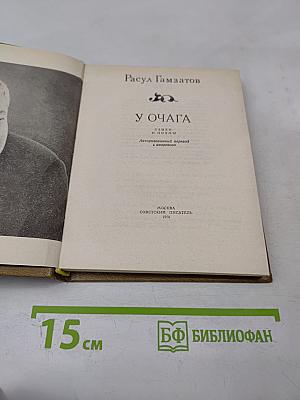 Расул Гамзатов
У ОЧАГА
СТИХИ
И ПОЭМЫ
Авторизованный перевод
с аварского
МОСКВА
СОВЕТСКИЙ ПИСАТЕЛЬ
15 см
БФ БИБЛИОФАН